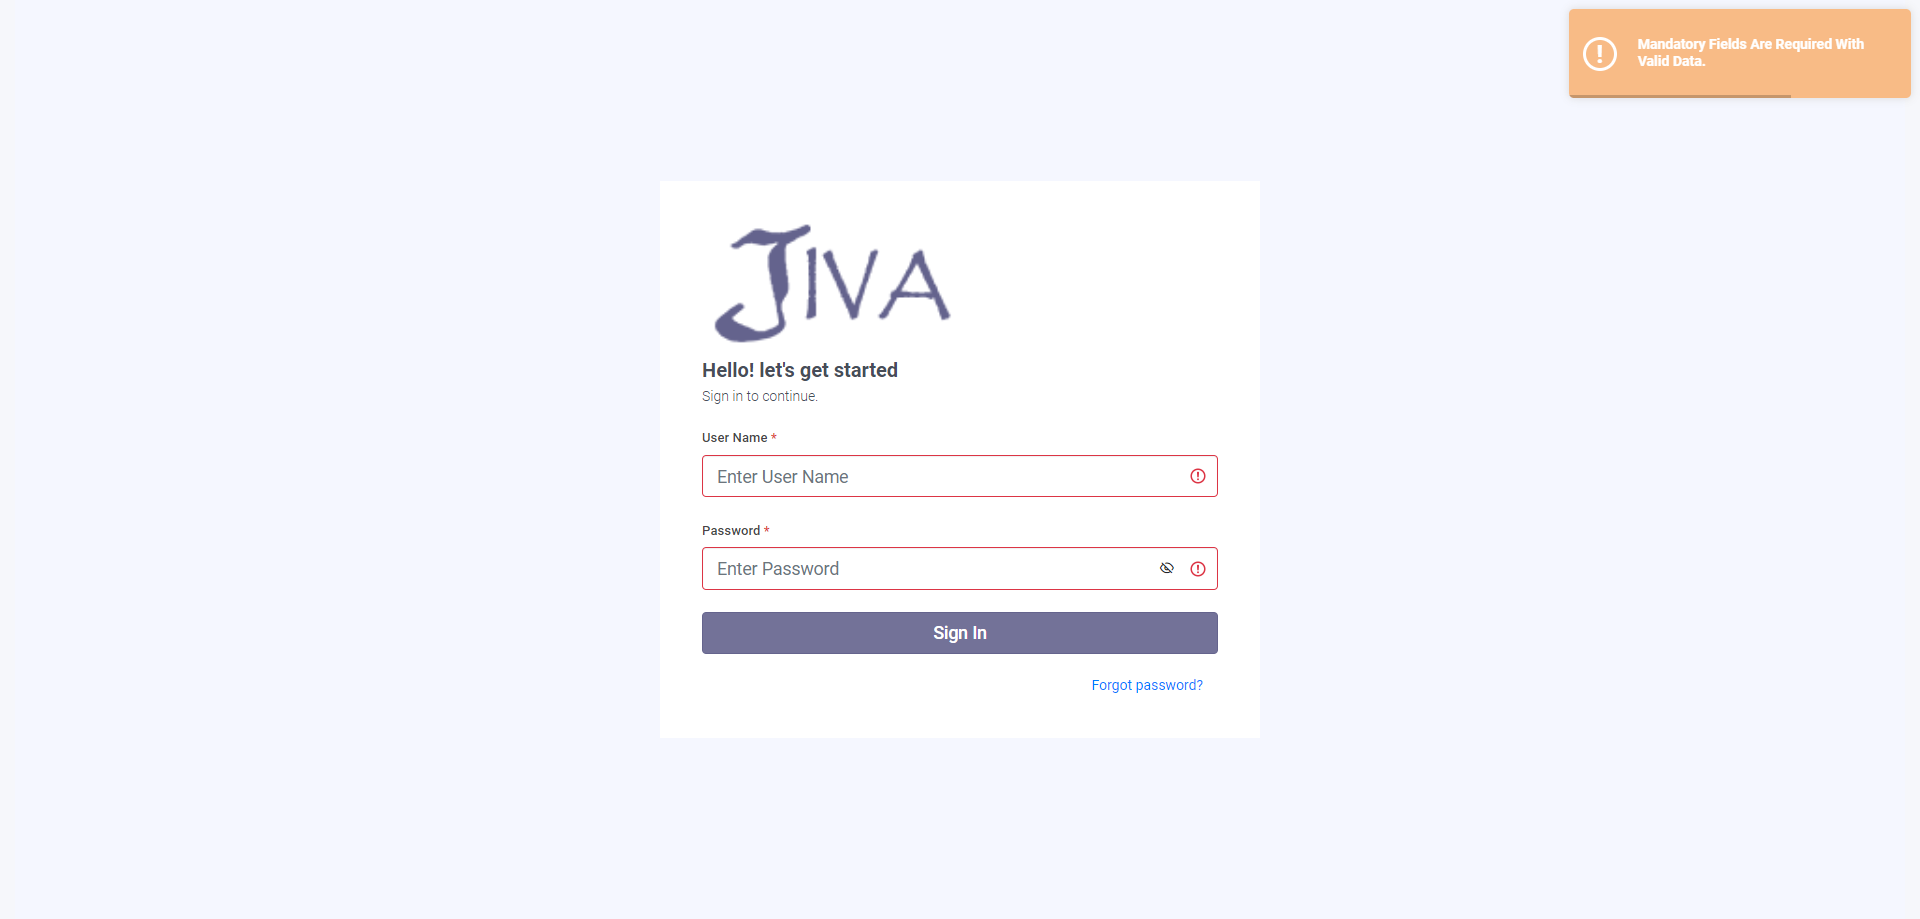 Mandatory Fields Are Required With
Valid Data.
JIVA
Hello! let's get started
Sign in to continue.
User Name *
Enter User Name
Password *
Enter Password
Sign In
Forgot password?